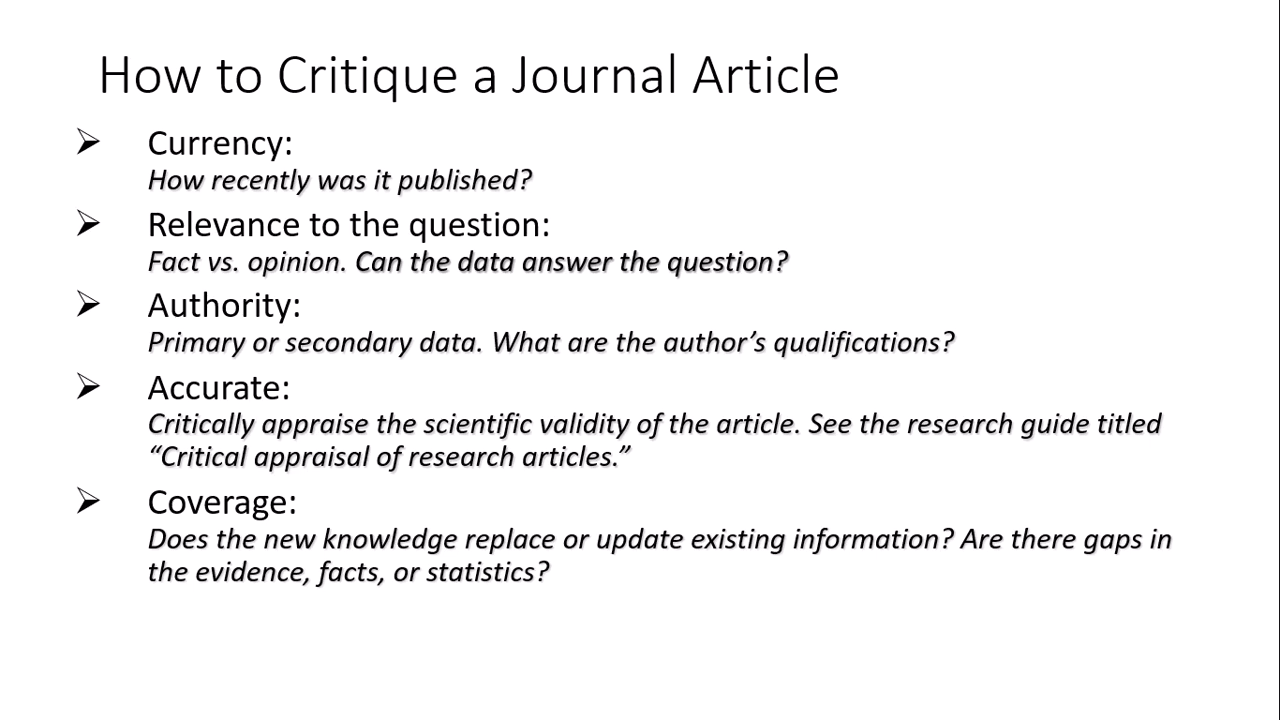 How to Critique a Journal Article
Currency:
How recently was it published?
Relevance to the question:
Fact vs. opinion. Can the data answer the question?
Authority:
Primary or secondary data. What are the author’s qualifications?
Accurate:
Critically appraise the scientific validity of the article. See the research guide titled
“Critical appraisal of research articles.”
Coverage:
Does the new knowledge replace or update existing information? Are there gaps in
the evidence, facts, or statistics?